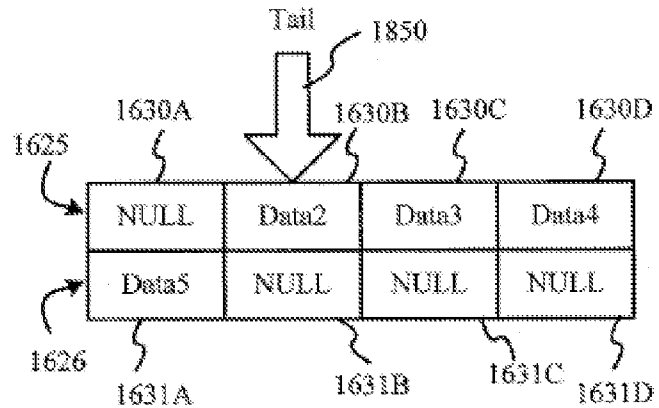 Tail
1850
1630A 1630B 1630C 1630D
1625
NULL Data2 Data3 Data4
Data5 NULL NULL NULL
1626
1631A 1631B 1631C 1631D